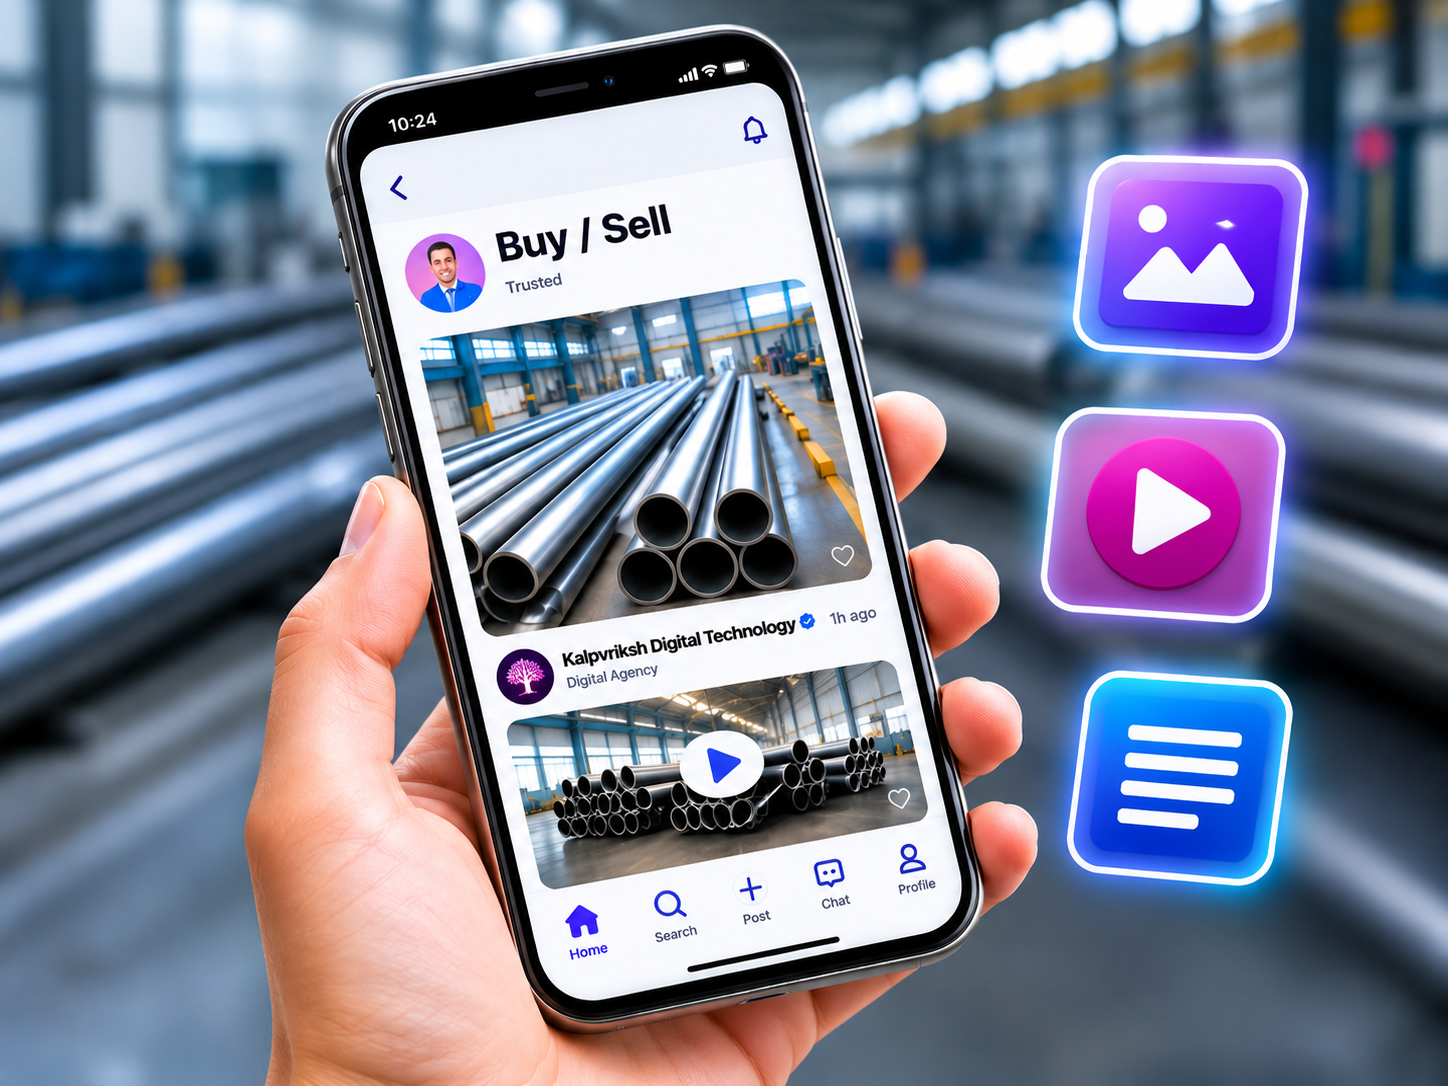 10:24
Buy / Sell
Trusted
Kalpvriksh Digital Technology
1h ago
Digital Agency
Home
Search
Post
Chat
Profile